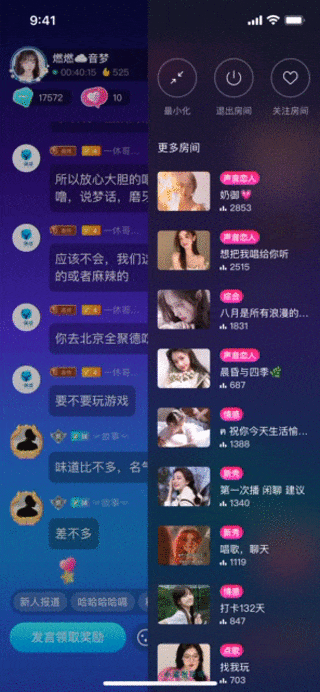 9:41
燃燃☁️音梦
00:40:15 🔥 525
17572
10
一休哥...
所以放心大胆的
噜，说梦话，磨牙
一休哥...
应该不会，我们这
的或者麻辣的
一休哥...
你去北京全聚德吃
一休哥...
要不要玩游戏
故事
味道比不多，名气
故事
差不多
新人报道
哈哈哈哈嗝
发言领取奖励
最小化
退出房间
关注房间
更多房间
声音恋人
奶御💗
2853
声音恋人
想把我唱给你听
2515
综合
八月是所有浪漫的...
1831
声音恋人
晨昏与四季🌿
687
情感
祝你今天生活愉...
1388
新秀
第一次播 闲聊 建议
1340
新秀
唱歌，聊天
1119
情感
打卡132天
847
点歌
找我玩
703